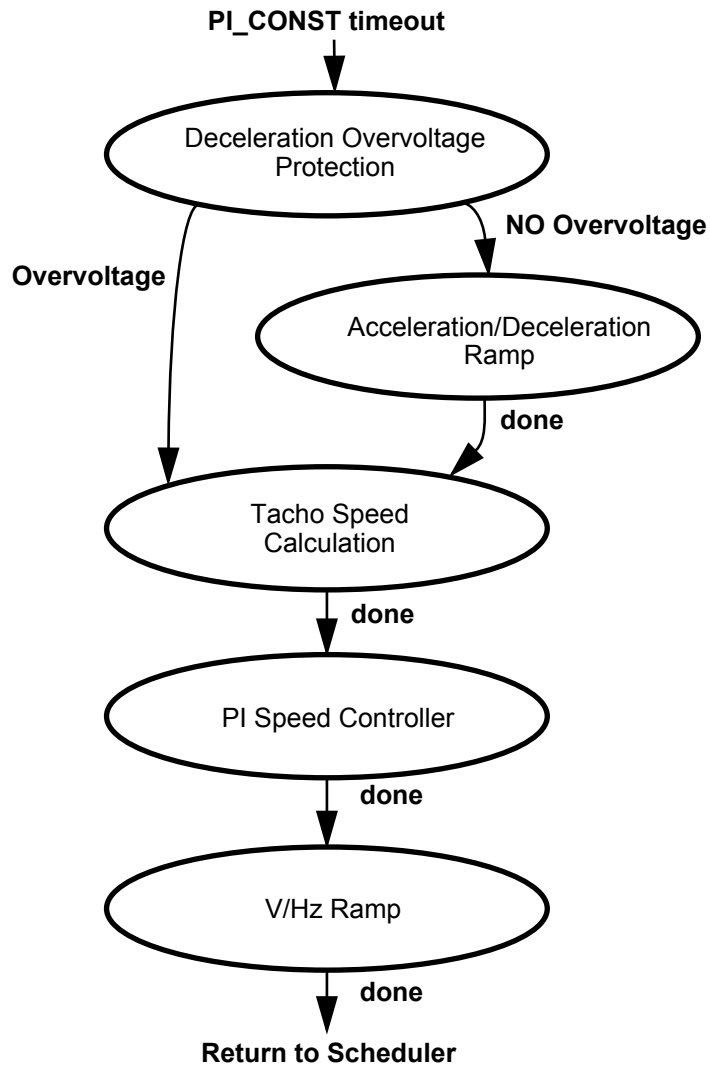 PI_CONST timeout
Deceleration Overvoltage
Protection
NO Overvoltage
Overvoltage
Acceleration/Deceleration
Ramp
done
Tacho Speed
Calculation
done
PI Speed Controller
done
V/Hz Ramp
done
Return to Scheduler